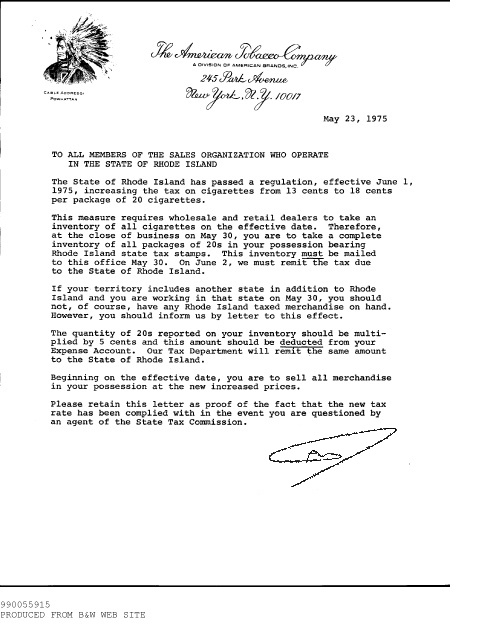 The American Tobacco Company
A DIVISION OF AMERICAN BRANDS, INC.
245 Park Avenue
New York, N.Y. 10017
CABLE ADDRESS:
POWHATTAN
May 23, 1975
TO ALL MEMBERS OF THE SALES ORGANIZATION WHO OPERATE
IN THE STATE OF RHODE ISLAND
The State of Rhode Island has passed a regulation, effective June 1,
1975, increasing the tax on cigarettes from 13 cents to 18 cents
per package of 20 cigarettes.
This measure requires wholesale and retail dealers to take an
inventory of all cigarettes on the effective date.  Therefore,
at the close of business on May 30, you are to take a complete
inventory of all packages of 20s in your possession bearing
Rhode Island state tax stamps.  This inventory must be mailed
to this office May 30.  On June 2, we must remit the tax due
to the State of Rhode Island.
If your territory includes another state in addition to Rhode
Island and you are working in that state on May 30, you should
not, of course, have any Rhode Island taxed merchandise on hand.
However, you should inform us by letter to this effect.
The quantity of 20s reported on your inventory should be multi-
plied by 5 cents and this amount should be deducted from your
Expense Account.  Our Tax Department will remit the same amount
to the State of Rhode Island.
Beginning on the effective date, you are to sell all merchandise
in your possession at the new increased prices.
Please retain this letter as proof of the fact that the new tax
rate has been complied with in the event you are questioned by
an agent of the State Tax Commission.
990055915
PRODUCED FROM B&W WEB SITE